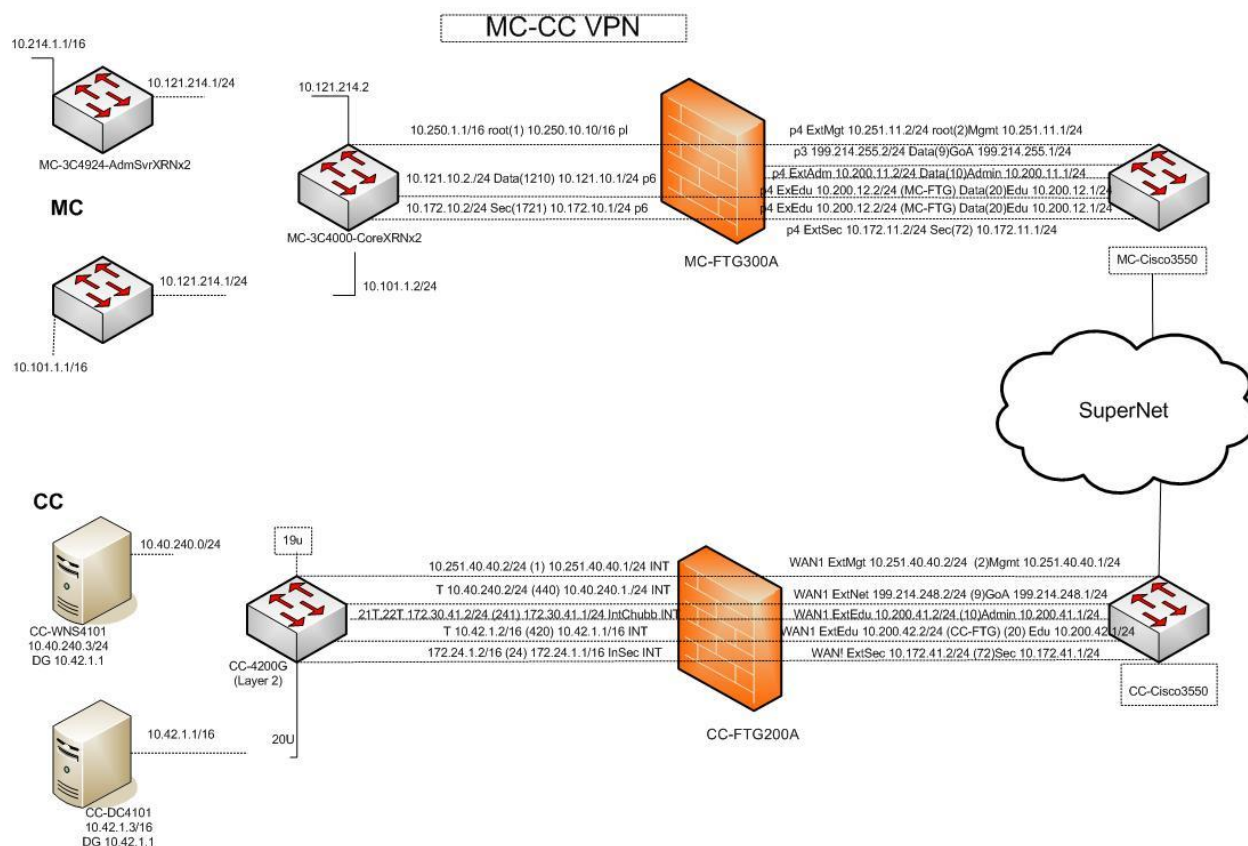 MC-CC VPN
10.214.1.1/16
10.121.214.1/24
MC-3C4924-AdmSvrXRNx2
MC
10.121.214.1/24
10.101.1.1/16
10.121.214.2
MC-3C4000-CoreXRNx2
10.101.1.2/24
10.250.1.1/16 root(1) 10.250.10.10/16 pl
10.121.10.2./24 Data(1210) 10.121.10.1/24 p6
10.172.10.2/24 Sec(1721) 10.172.10.1/24 p6
MC-FTG300A
p4 ExtMgt 10.251.11.2/24 root(2)Mgmt 10.251.11.1/24
p3 199.214.255.2/24 Data(9)GoA 199.214.255.1/24
p4 ExtAdm 10.200.11.2/24 Data(10)Admin 10.200.11.1/24
p4 ExEdu 10.200.12.2/24 (MC-FTG) Data(20)Edu 10.200.12.1/24
p4 ExEdu 10.200.12.2/24 (MC-FTG) Data(20)Edu 10.200.12.1/24
p4 ExtSec 10.172.11.2/24 Sec(72) 10.172.11.1/24
MC-Cisco3550
SuperNet
CC
10.40.240.0/24
CC-WNS4101
10.40.240.3/24
DG 10.42.1.1
10.42.1.1/16
CC-DC4101
10.42.1.3/16
DG 10.42.1.1
19u
CC-4200G
(Layer 2)
20U
10.251.40.40.2/24 (1) 10.251.40.40.1/24 INT
T 10.40.240.2/24 (440) 10.40.240.1./24 INT
21T,22T 172.30.41.2/24 (241) 172.30.41.1/24 IntChubb INT
T 10.42.1.2/16 (420) 10.42.1.1/16 INT
172.24.1.2/16 (24) 172.24.1.1/16 InSec INT
CC-FTG200A
WAN1 ExtMgt 10.251.40.40.2/24 (2)Mgmt 10.251.40.40.1/24
WAN1 ExtNet 199.214.248.2/24 (9)GoA 199.214.248.1/24
WAN1 ExtEdu 10.200.41.2/24 (10)Admin 10.200.41.1/24
WAN1 ExtEdu 10.200.42.2/24 (CC-FTG) (20) Edu 10.200.42.1/24
WAN! ExtSec 10.172.41.2/24 (72)Sec 10.172.41.1/24
CC-Cisco3550